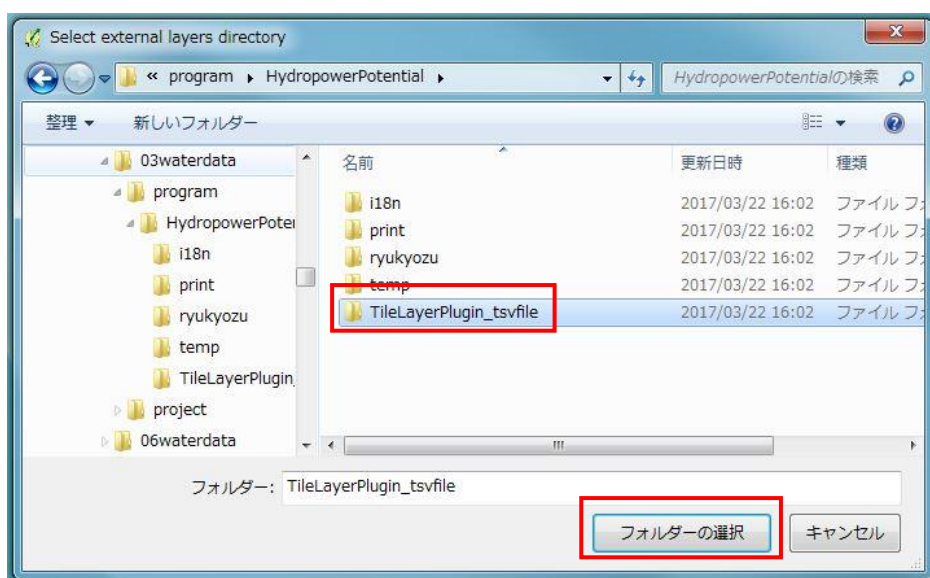 Select external layers directory
« program ▸ HydropowerPotential ▸ HydropowerPotentialの検索
整理 ▼ 新しいフォルダー
03waterdata
program
HydropowerPoter
i18n
print
ryukyozu
temp
TileLayerPlugin_
project
06waterdata
名前 更新日時 種類
i18n 2017/03/22 16:02 ファイル フォ
print 2017/03/22 16:02 ファイル フォ
ryukyozu 2017/03/22 16:02 ファイル フォ
temp 2017/03/22 16:02 ファイル フォ
TileLayerPlugin_tsvfile 2017/03/22 16:02 ファイル フォ
フォルダー: TileLayerPlugin_tsvfile
フォルダーの選択 キャンセル